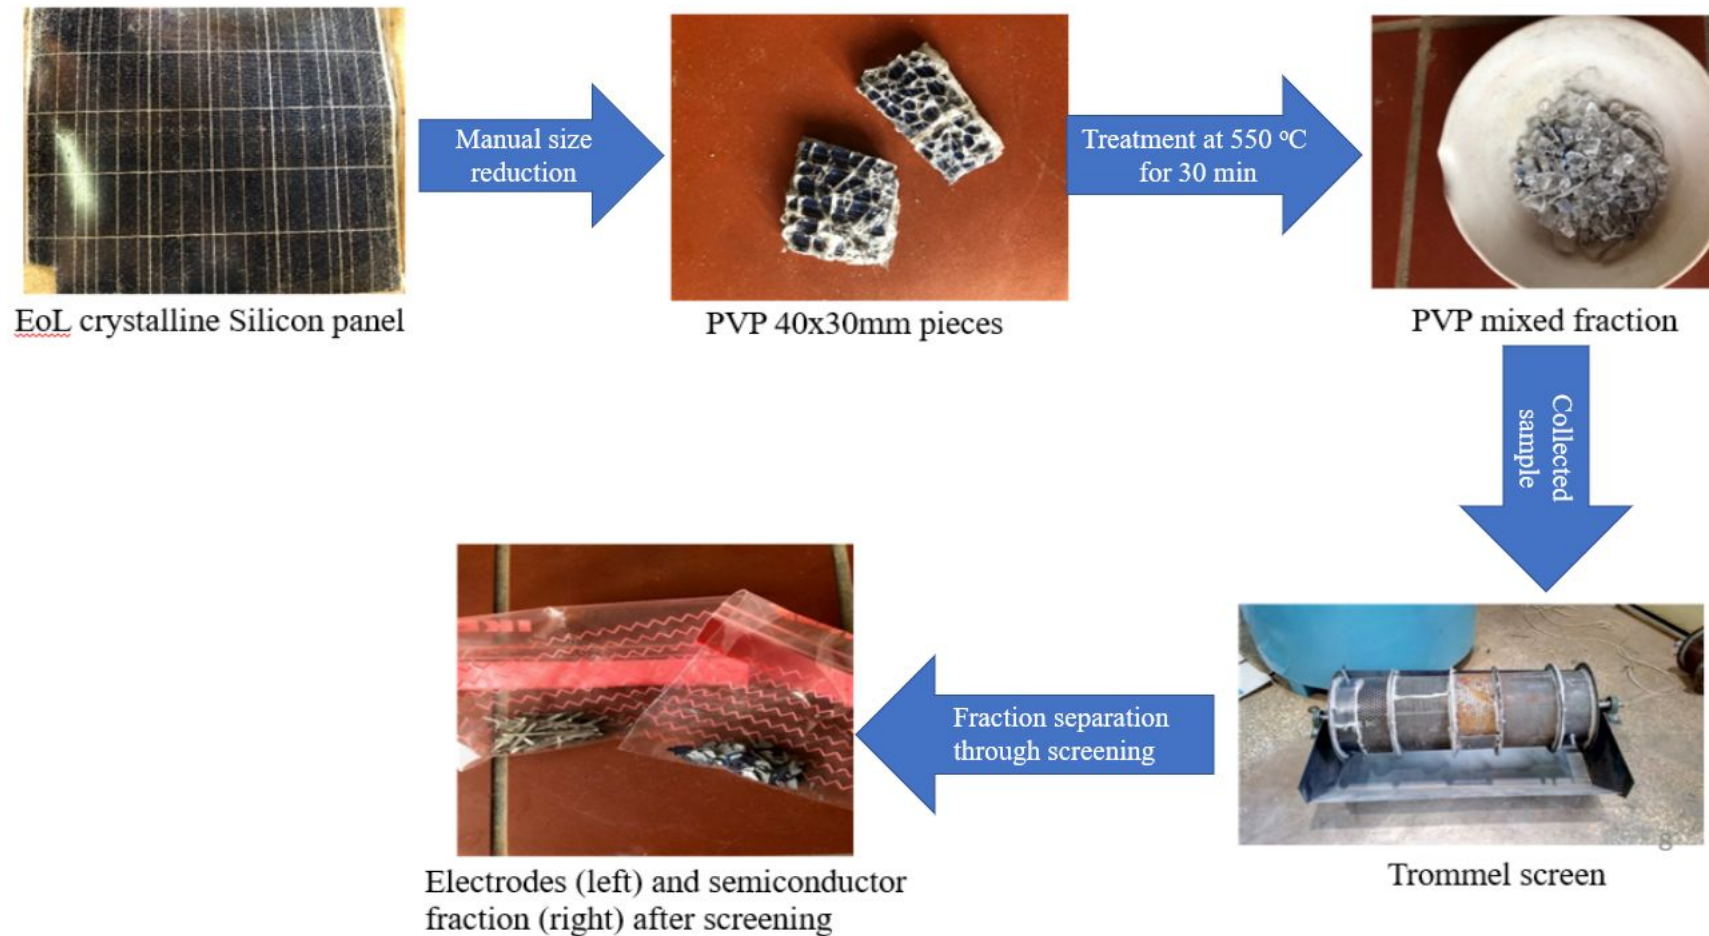 Manual size
reduction
Treatment at 550 °C
for 30 min
EoL crystalline Silicon panel
PVP 40x30mm pieces
PVP mixed fraction
Collected
sample
Fraction separation
through screening
8
Trommel screen
Electrodes (left) and semiconductor
fraction (right) after screening